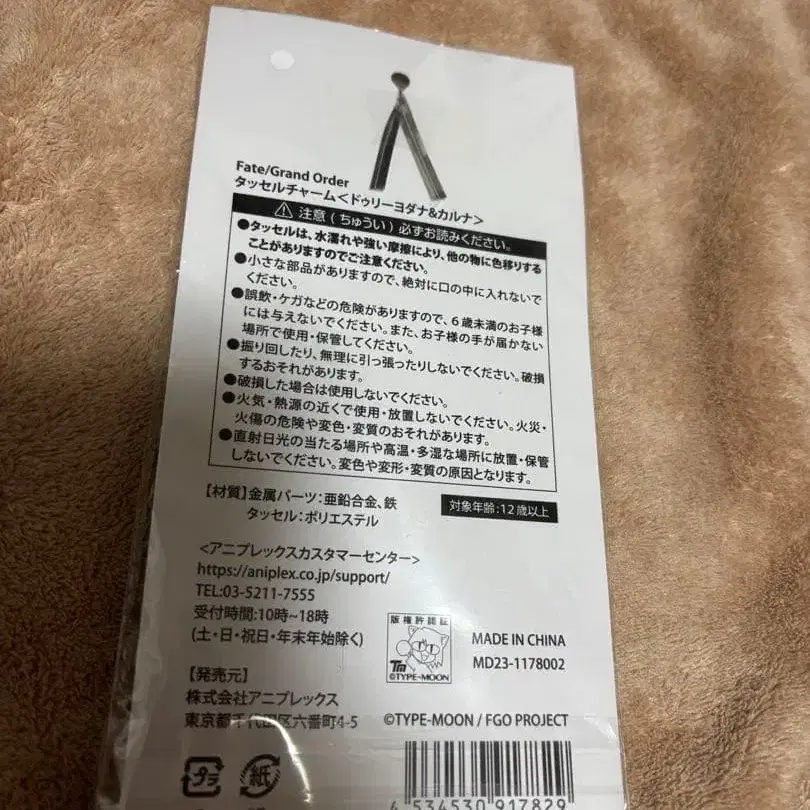 Fate/Grand Order
タッセルチャーム<ドゥリーヨダナ&カルナ>
注意(ちゅうい)必ずお読みください。
●タッセルは、水濡れや強い摩擦により、他の物に色移りする
ことがありますのでご注意ください。
●小さな部品がありますので、絶対に口の中に入れないで
ください。
●誤飲・ケガなどの危険がありますので、6歳未満のお子様
には与えないでください。また、お子様の手が届かない
場所で使用・保管してください。
●振り回したり、無理に引っ張ったりしないでください。破損
するおそれがあります。
●破損した場合は使用しないでください。
●火気・熱源の近くで使用・放置しないでください。火災・
火傷の危険や変色・変質のおそれがあります。
●直射日光の当たる場所や高温・多湿な場所に放置・保管
しないでください。変色や変形・変質の原因となります。
【材質】金属パーツ:亜鉛合金、鉄
タッセル:ポリエステル
対象年齢:12歳以上
<アニプレックスカスタマーセンター>
https://aniplex.co.jp/support/
TEL:03-5211-7555
受付時間:10時~18時
(土・日・祝日・年末年始除く)
版権許諾証
Tm
©TYPE-MOON
MADE IN CHINA
MD23-1178002
【発売元】
株式会社アニプレックス
東京都千代田区六番町4-5
©TYPE-MOON / FGO PROJECT
プラ
紙
4 534530 917829